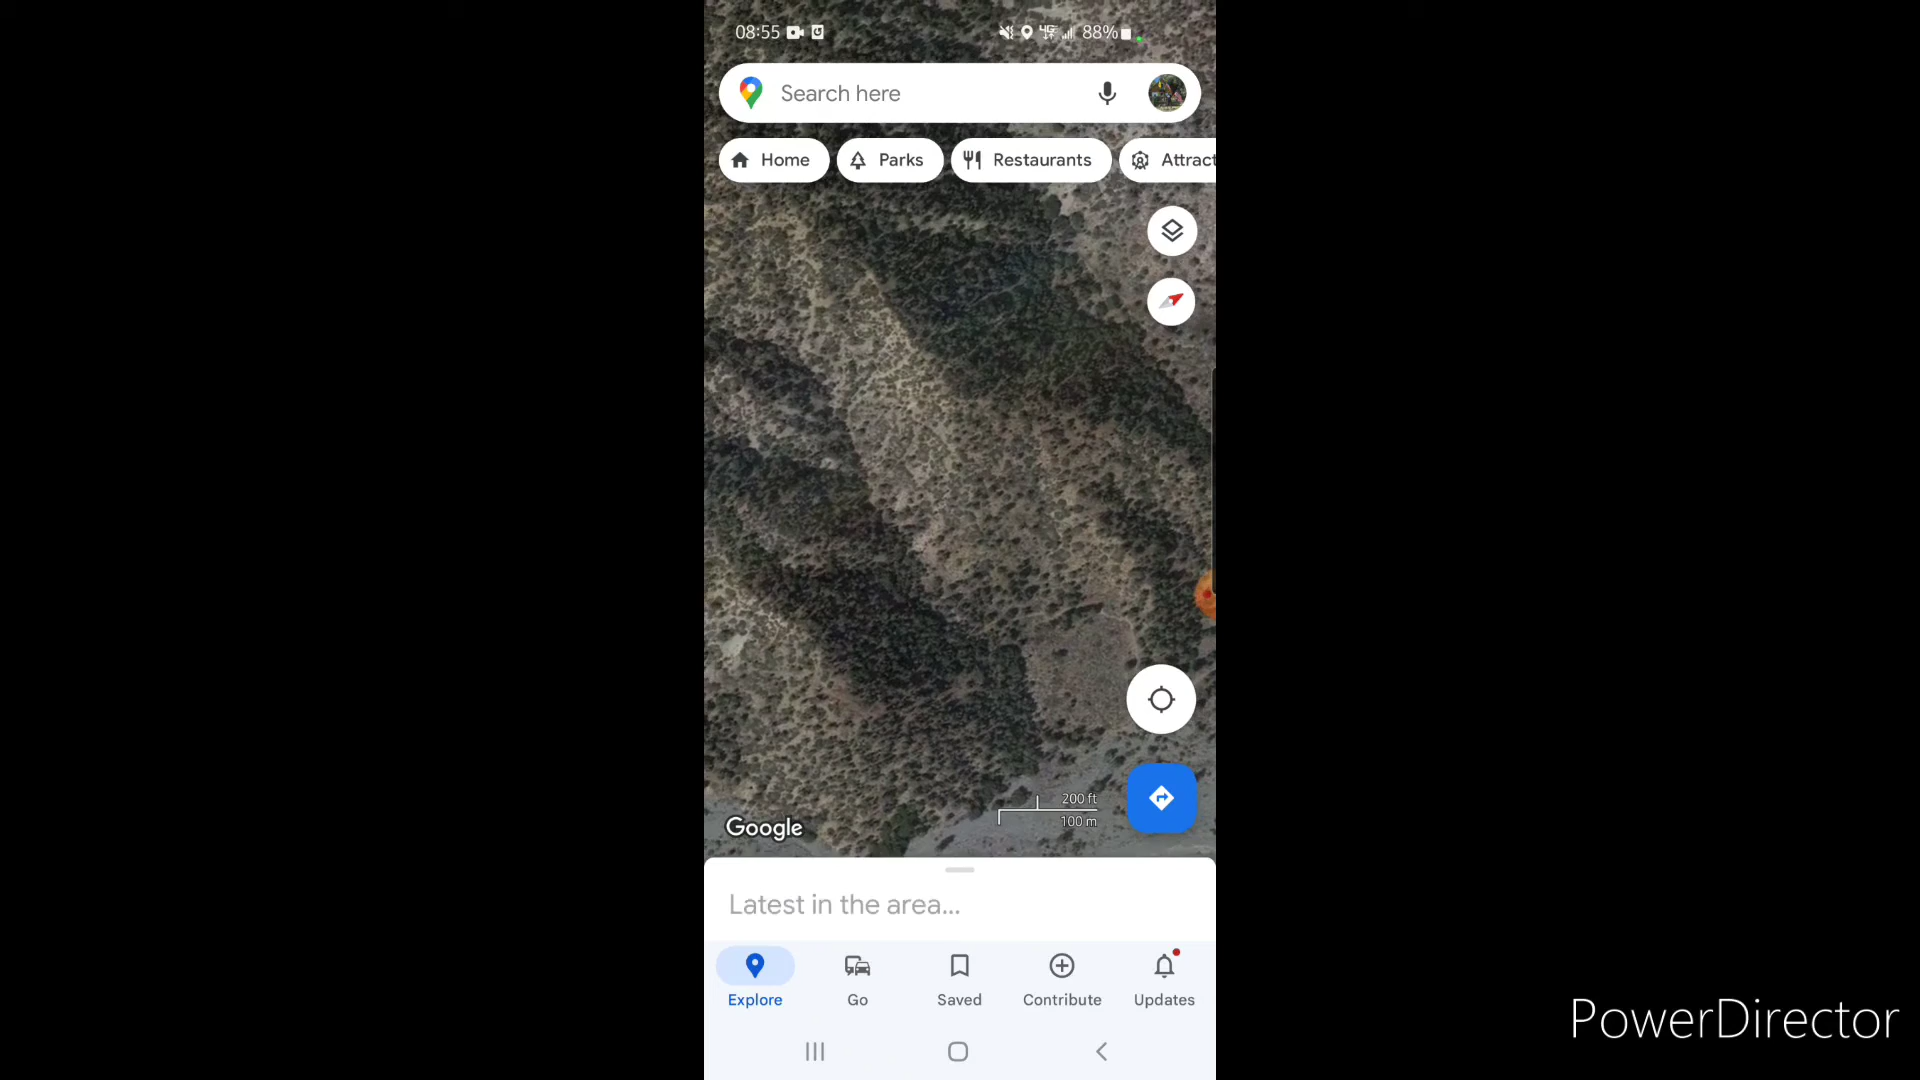 08:55 4G 88%
Search here
Home Parks Restaurants Attract
200 ft
100 m
Google
Latest in the area...
Explore Go Saved Contribute Updates
PowerDirector